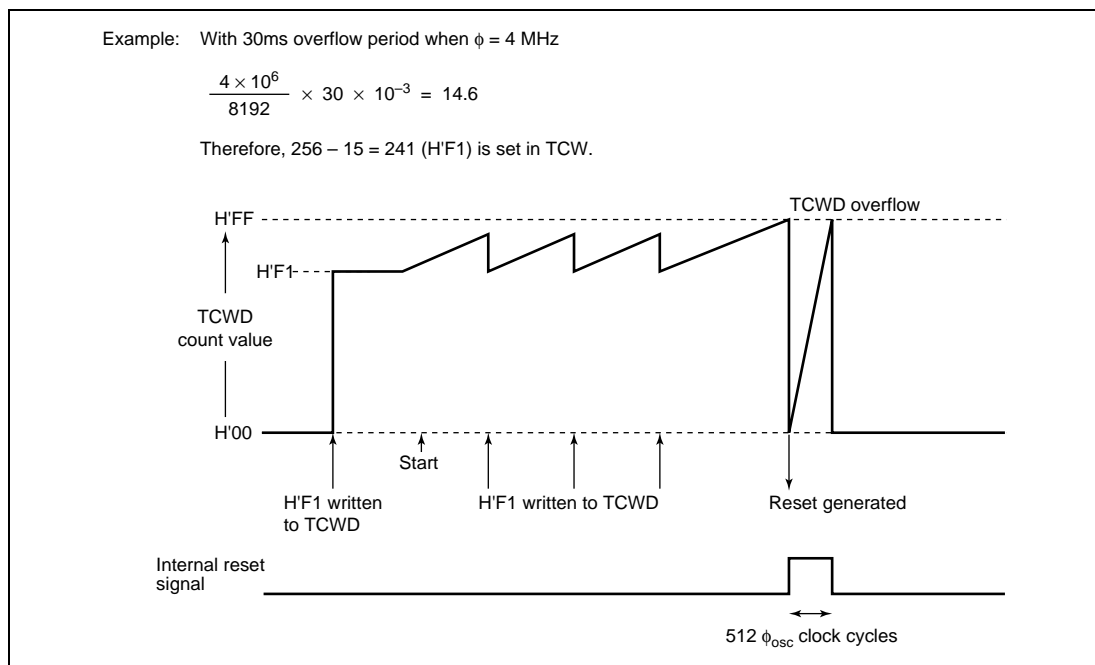 Example: With 30ms overflow period when φ = 4 MHz
4 × 10⁶
8192
× 30 × 10⁻³ = 14.6
Therefore, 256 – 15 = 241 (H'F1) is set in TCW.
TCWD overflow
H'FF
H'F1
TCWD
count value
H'00
Start
H'F1 written
to TCWD
H'F1 written to TCWD
Reset generated
Internal reset
signal
512 φosc clock cycles